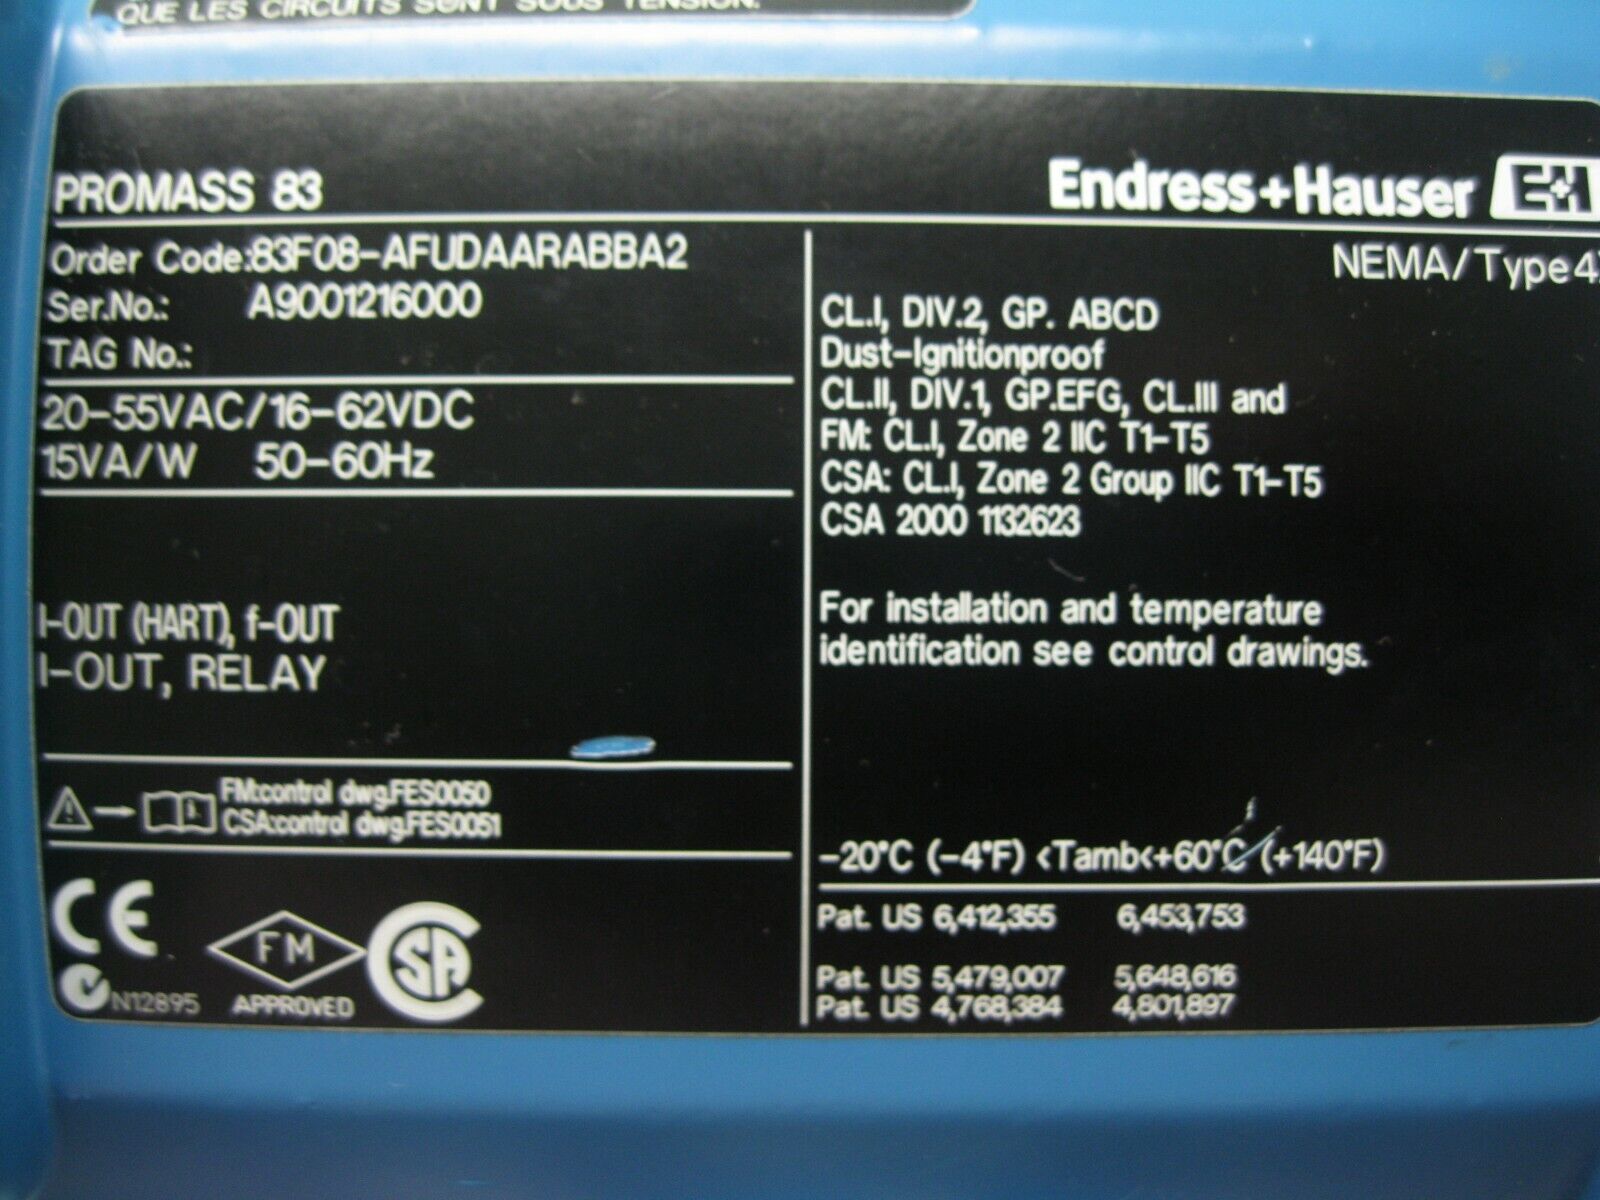 QUE LES CIRCUITS SONT SOUS TENSION.
PROMASS 83
Endress+Hauser E+H
Order Code:83F08-AFUDAARABBA2
Ser.No.: A9001216000
TAG No.:
20-55VAC/16-62VDC
15VA/W 50-60Hz
I-OUT (HART), f-OUT
I-OUT, RELAY
FM:control dwg.FES0050
CSA:control dwg.FES0051
CE
FM
APPROVED
CSA
N12895
NEMA/Type4X
CL.I, DIV.2, GP. ABCD
Dust-Ignitionproof
CL.II, DIV.1, GP.EFG, CL.III and
FM: CL.I, Zone 2 IIC T1-T5
CSA: CL.I, Zone 2 Group IIC T1-T5
CSA 2000 1132623
For installation and temperature
identification see control drawings.
-20°C (-4°F) <Tamb<+60°C (+140°F)
Pat. US 6,412,355 6,453,753
Pat. US 5,479,007 5,648,616
Pat. US 4,768,384 4,801,897